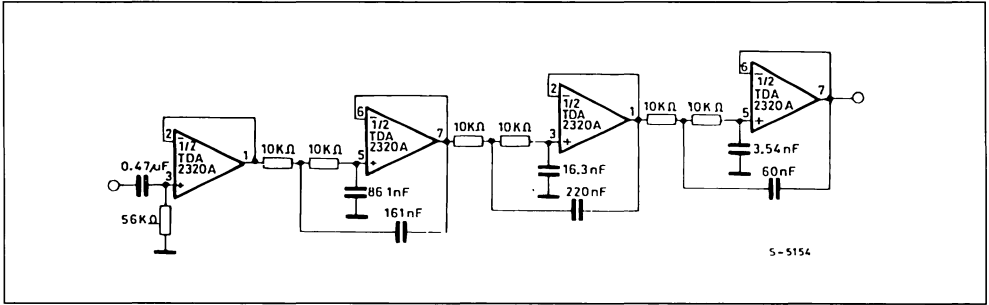 0.47µF
56KΩ
2
3
1
1/2
TDA
2320A
-
+
10KΩ
10KΩ
86 1nF
161nF
6
5
7
1/2
TDA
2320A
-
+
10KΩ
10KΩ
16.3nF
220nF
2
3
1
1/2
TDA
2320A
-
+
10KΩ
10KΩ
3.54nF
60nF
6
5
7
1/2
TDA
2320A
-
+
S-5154